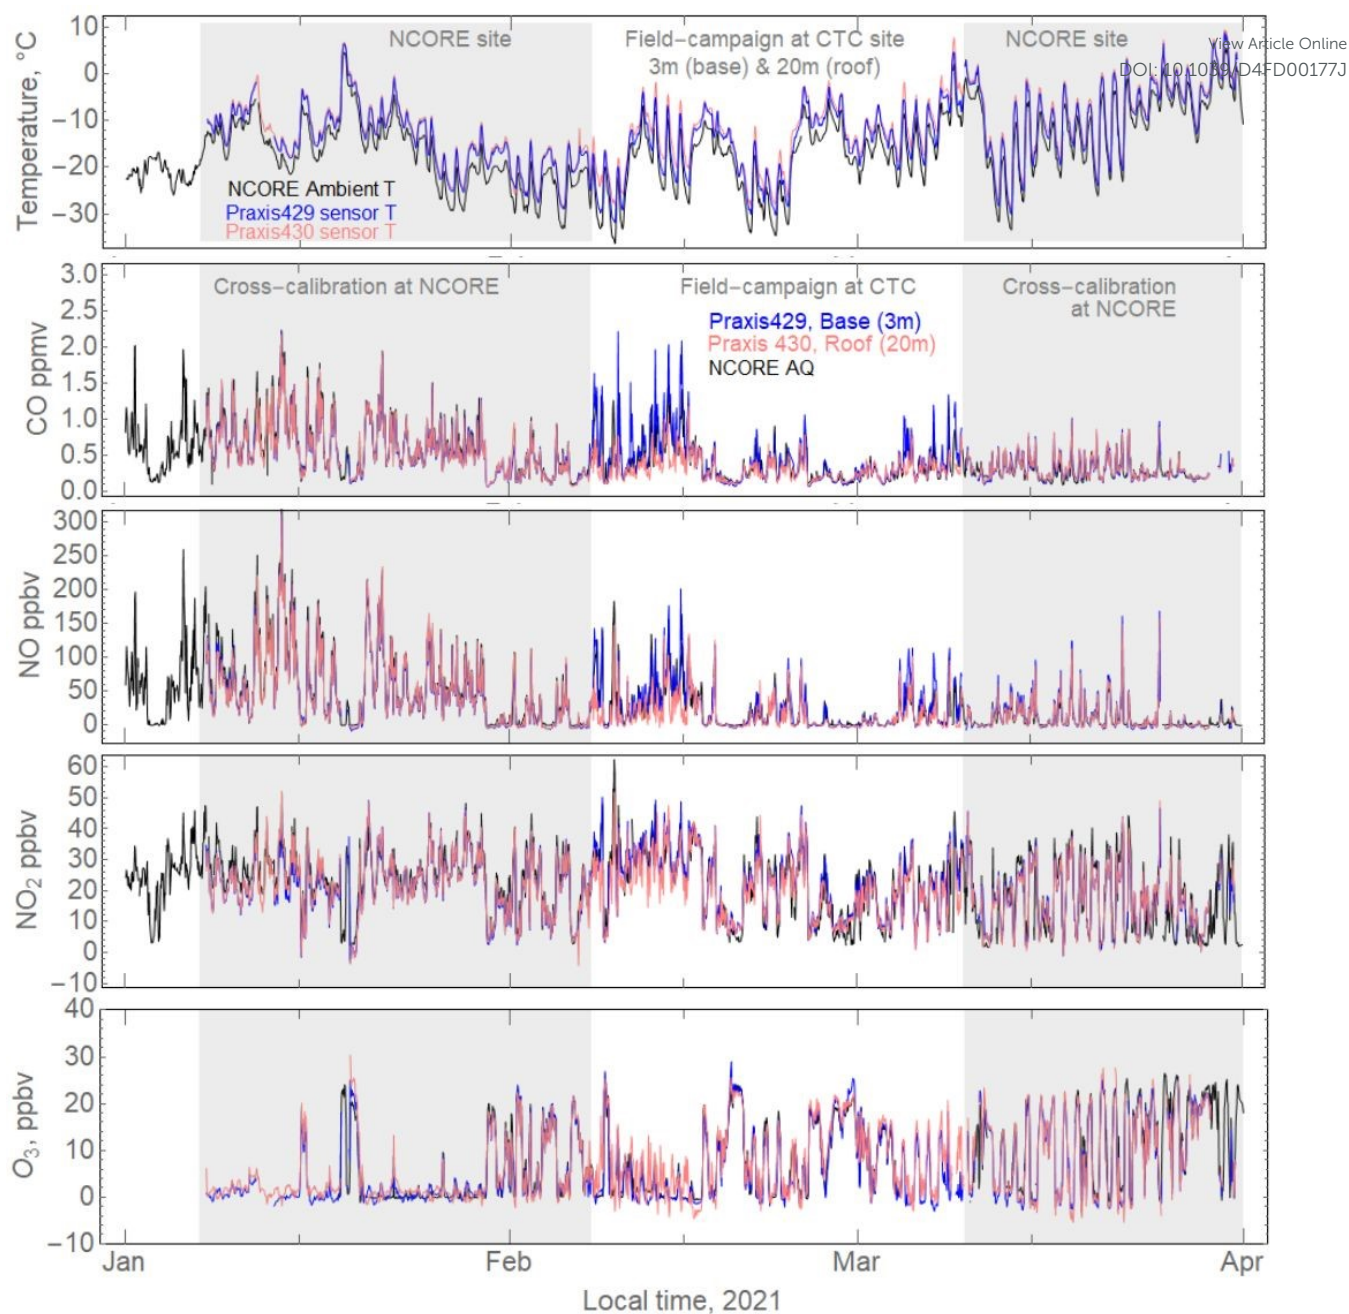 View Article Online
DOI: 10.1039/D4FD00177J
Temperature, °C
10
0
−10
−20
−30
NCORE site
Field−campaign at CTC site
3m (base) & 20m (roof)
NCORE site
NCORE Ambient T
Praxis429 sensor T
Praxis430 sensor T
CO ppmv
3.0
2.5
2.0
1.5
1.0
0.5
0.0
Cross−calibration at NCORE
Field−campaign at CTC
Cross−calibration
at NCORE
Praxis429, Base (3m)
Praxis 430, Roof (20m)
NCORE AQ
NO ppbv
300
250
200
150
100
50
0
NO₂ ppbv
60
50
40
30
20
10
0
−10
O₃, ppbv
40
30
20
10
0
−10
Jan Feb Mar Apr
Local time, 2021